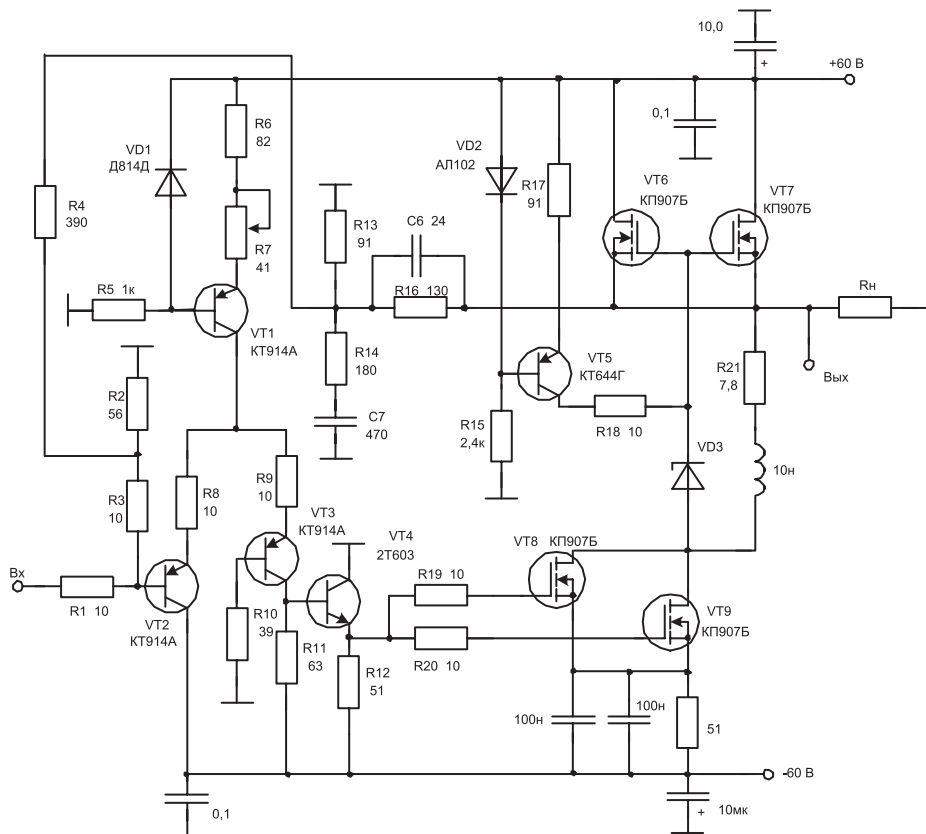 10,0
+
+60 В
R6
82
0,1
VD1
Д814Д
VD2
АЛ102
R17
91
VT6
КП907Б
VT7
КП907Б
R4
390
R13
91
C6 24
R7
41
R5 1к
R16 130
Rн
VT1
КТ914А
R14
180
VT5
КТ644Г
R21
7,8
Вых
R2
56
C7
470
R15
2,4к
R18 10
VD3
10н
R9
10
R3
10
R8
10
VT3
КТ914А
VT4
2Т603
VT8 КП907Б
Вх
R19 10
R1 10
VT2
КТ914А
R10
39
VT9
КП907Б
R11
63
R20 10
R12
51
100н
100н
51
-60 В
0,1
+
10мк